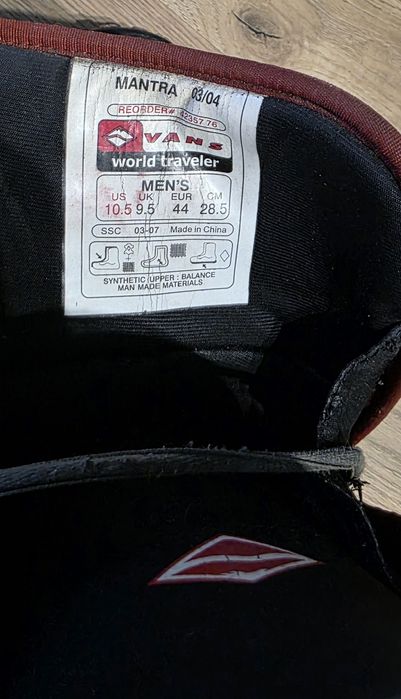 MANTRA 03/04
REORDER# 42357 76
VANS
world traveler
MEN'S
US UK EUR CM
10.5 9.5 44 28.5
SSC 03-07 Made in China
SYNTHETIC UPPER : BALANCE
MAN MADE MATERIALS